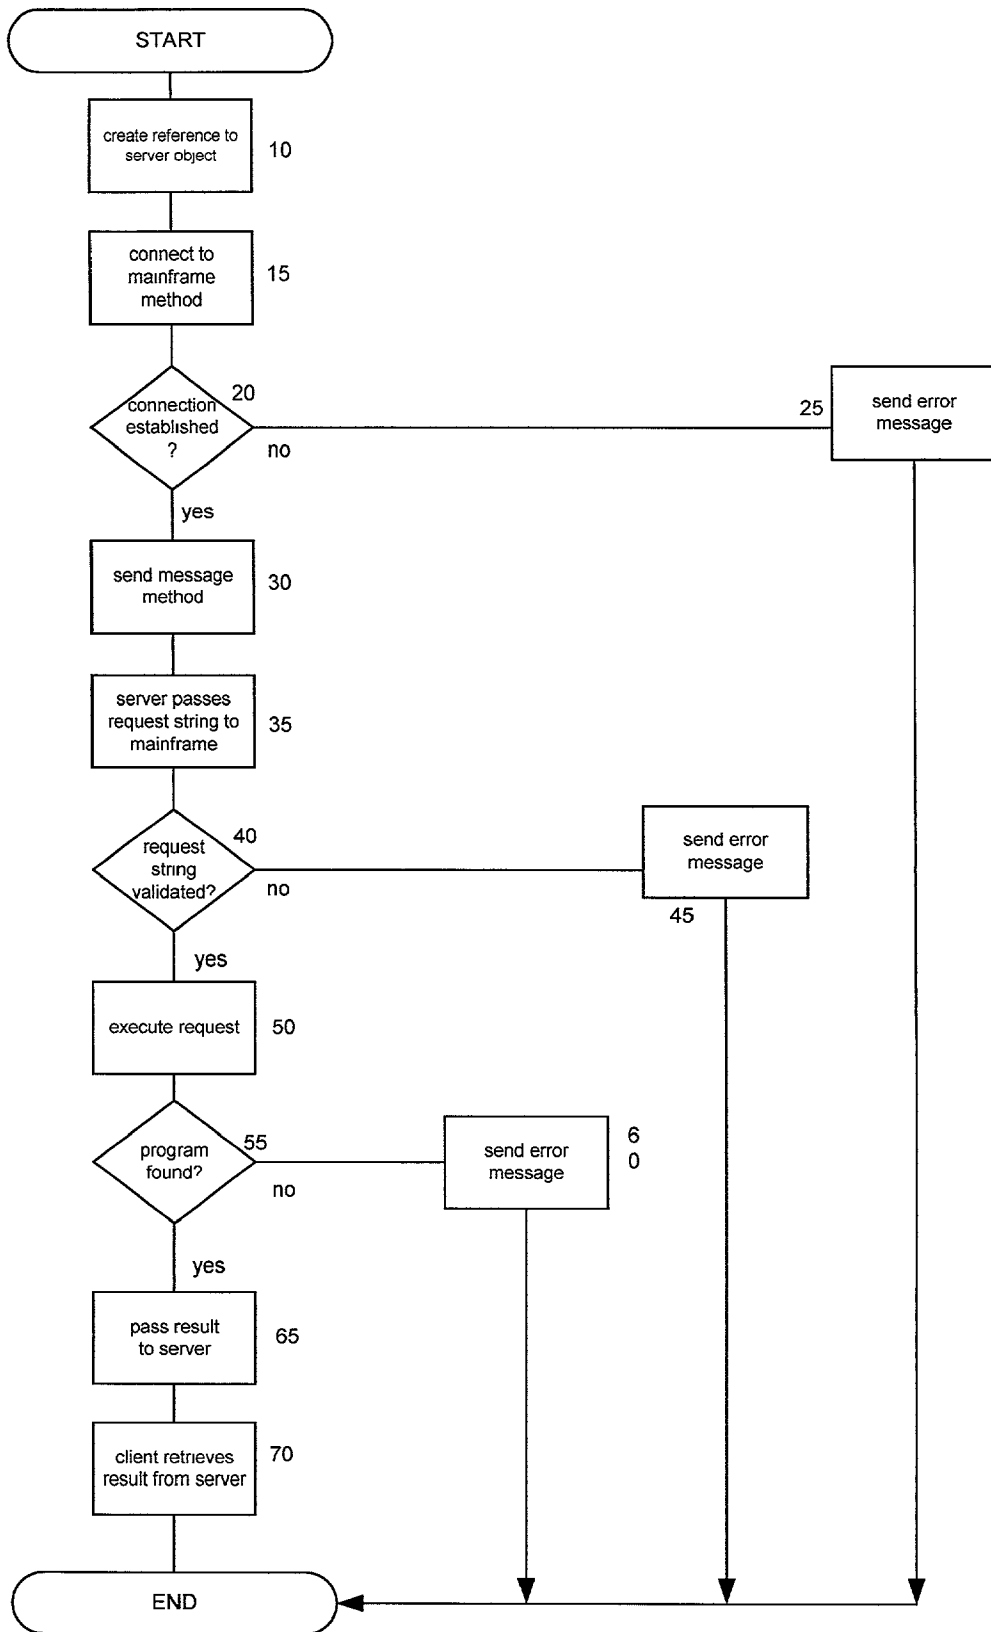 START
create reference to
server object
10
connect to
mainframe
method
15
20
connection
established
?
no
25
send error
message
yes
send message
method
30
server passes
request string to
mainframe
35
40
request
string
validated?
no
send error
message
45
yes
execute request
50
55
program
found?
no
send error
message
6
0
yes
pass result
to server
65
client retrieves
result from server
70
END